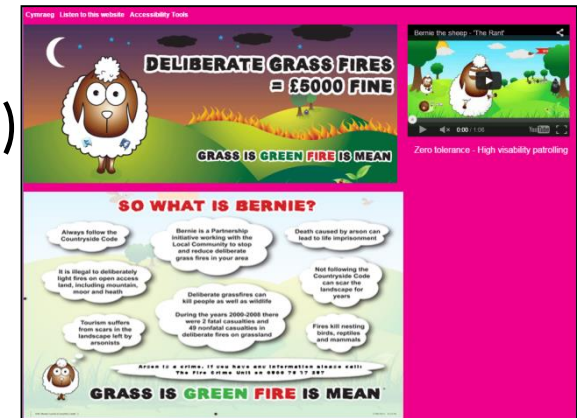 Cymraeg Listen to this website Accessibility Tools
)
DELIBERATE GRASS FIRES
= £5000 FINE
GRASS IS GREEN FIRE IS MEAN
Bernie the sheep - 'The Rant'
0:00 / 1:06
YouTube
Zero tolerance - High visability patrolling
SO WHAT IS BERNIE?
Always follow the
Countryside Code
Bernie is a Partnership
initiative working with the
Local Community to stop
and reduce deliberate
grass fires in your area
Death caused by arson can
lead to life imprisonment
It is illegal to deliberately
light fires on open access
land, including mountain,
moor and heath
Not following the
Countryside Code
can scar the
landscape for
years
Deliberate grassfires can
kill people as well as wildlife
During the years 2000-2008 there
were 2 fatal casualties and
49 nonfatal casualties in
deliberate fires on grassland
Tourism suffers
from scars in the
landscape left by
arsonists
Fires kill nesting
birds, reptiles
and mammals
Arson is a crime. If you have any information please call:
The Fire Crime Unit on
GRASS IS GREEN FIRE IS MEAN